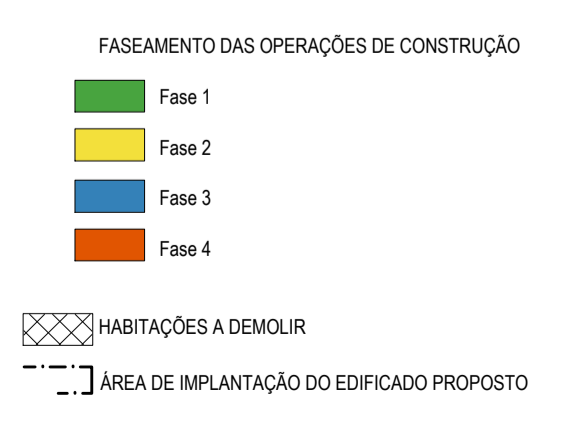 FASEAMENTO DAS OPERAÇÕES DE CONSTRUÇÃO
Fase 1
Fase 2
Fase 3
Fase 4
HABITAÇÕES A DEMOLIR
ÁREA DE IMPLANTAÇÃO DO EDIFICADO PROPOSTO